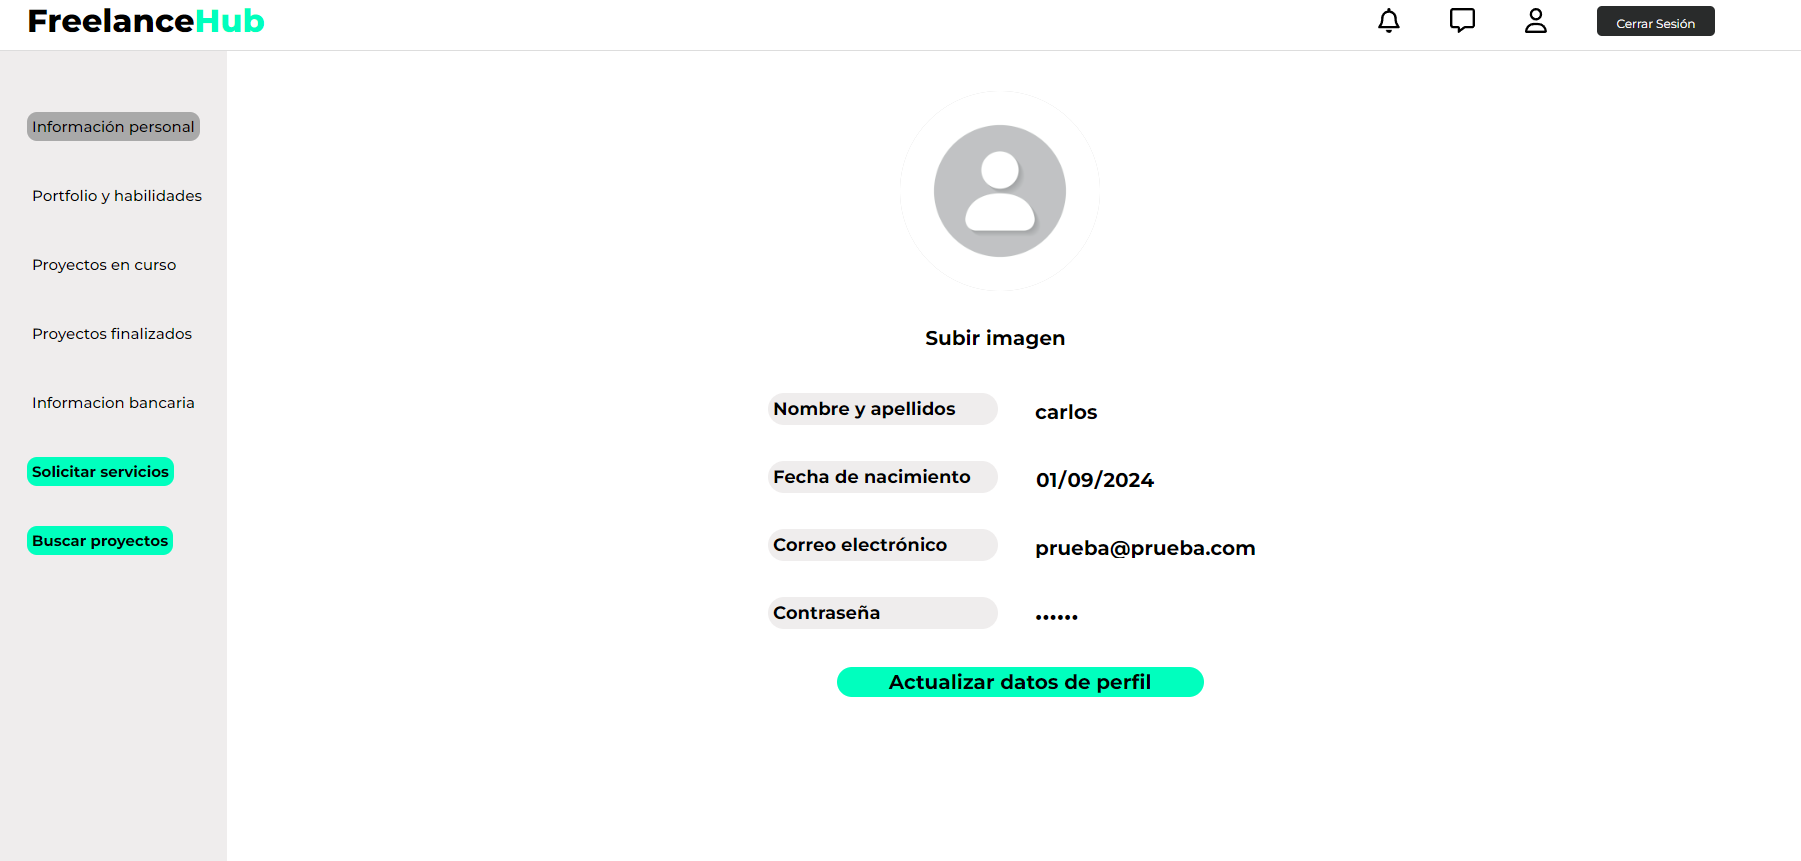 FreelanceHub
Cerrar Sesión
Información personal
Portfolio y habilidades
Proyectos en curso
Proyectos finalizados
Informacion bancaria
Solicitar servicios
Buscar proyectos
Subir imagen
Nombre y apellidos carlos
Fecha de nacimiento 01/09/2024
Correo electrónico prueba@prueba.com
Contraseña ••••••
Actualizar datos de perfil